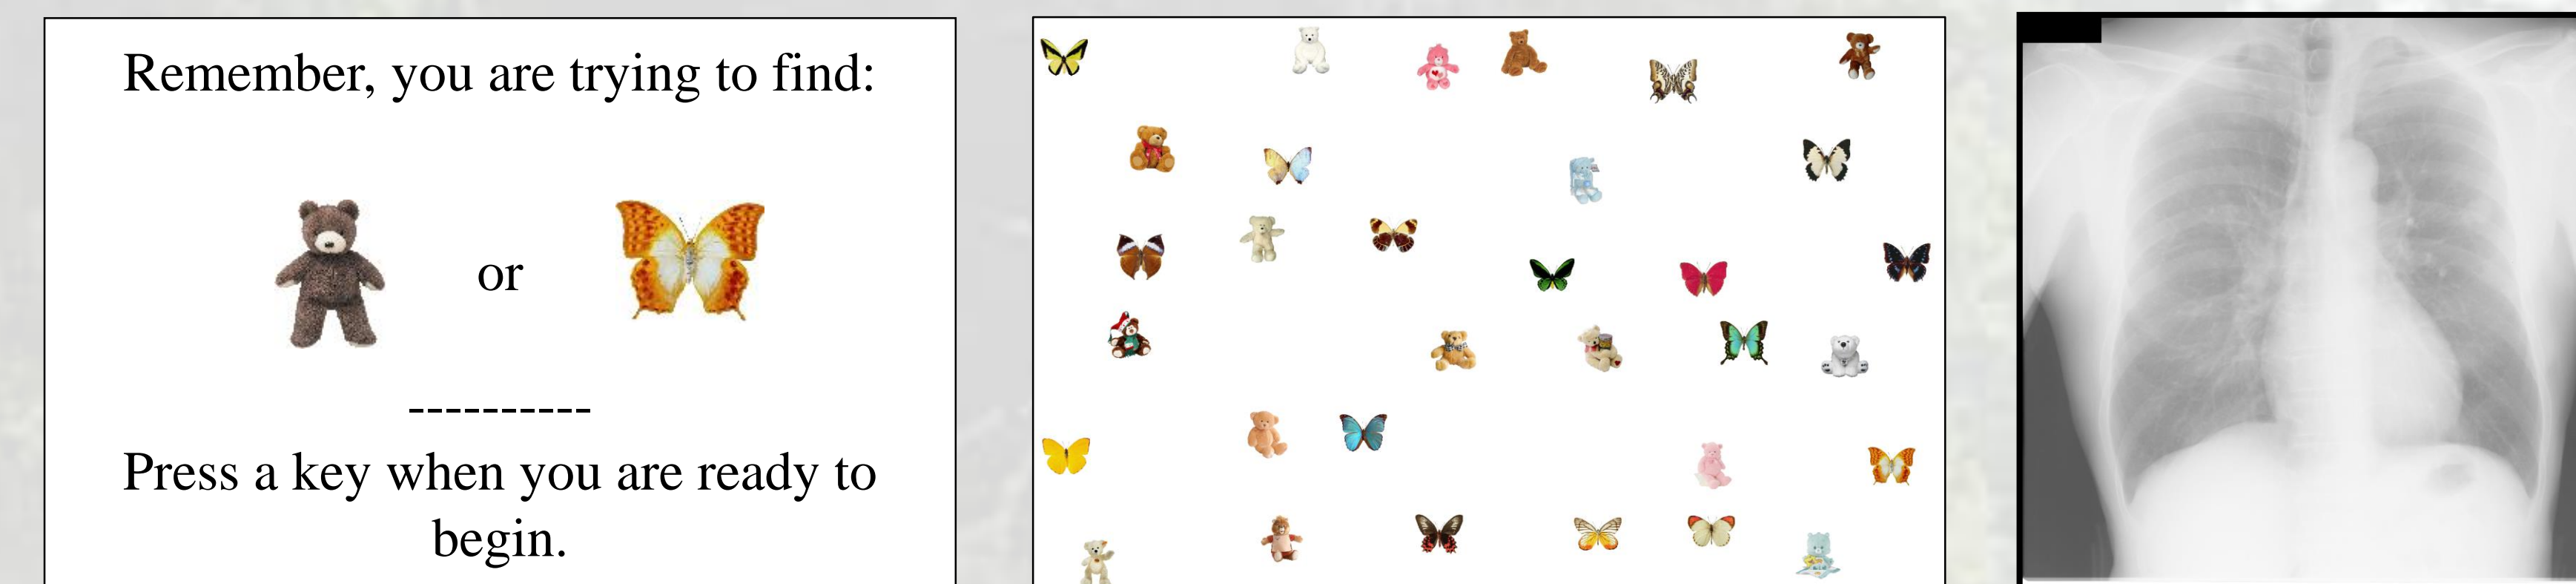 Remember, you are trying to find:
or
----------
Press a key when you are ready to
begin.